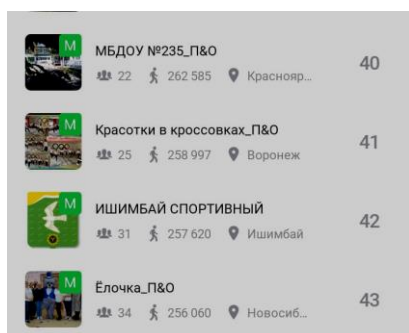 М
МБДОУ №235_П&О
40
22 262 585 Краснояр...
М
Красотки в кроссовках_П&О
41
25 258 997 Воронеж
М
ИШИМБАЙ СПОРТИВНЫЙ
42
31 257 620 Ишимбай
М
Ёлочка_П&О
43
34 256 060 Новосиб...